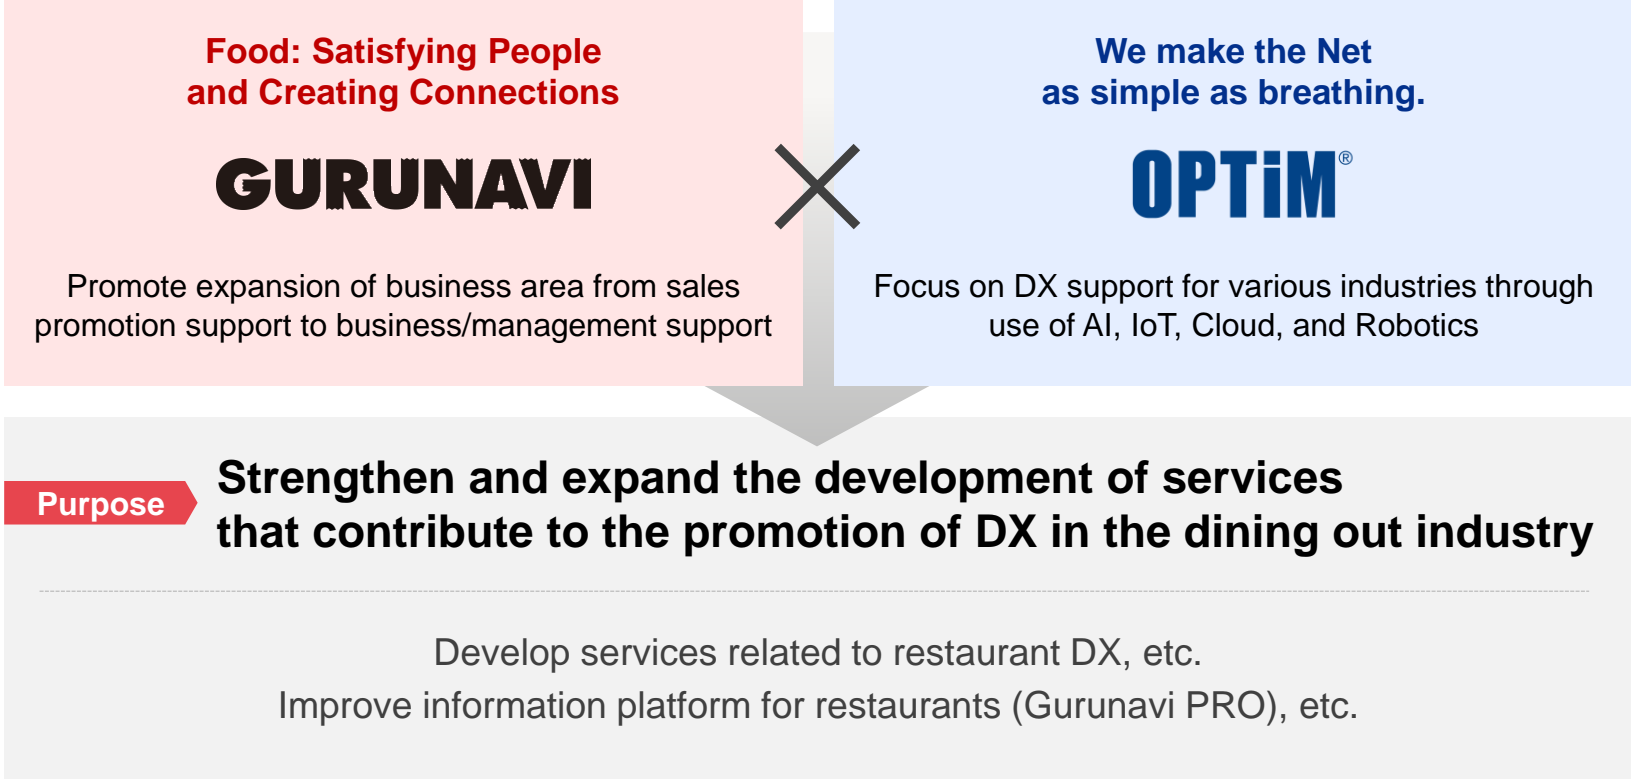 Food: Satisfying People
and Creating Connections
GURUNAVI
Promote expansion of business area from sales
promotion support to business/management support
We make the Net
as simple as breathing.
OPTiM®
Focus on DX support for various industries through
use of AI, IoT, Cloud, and Robotics
Purpose
Strengthen and expand the development of services
that contribute to the promotion of DX in the dining out industry
Develop services related to restaurant DX, etc.
Improve information platform for restaurants (Gurunavi PRO), etc.